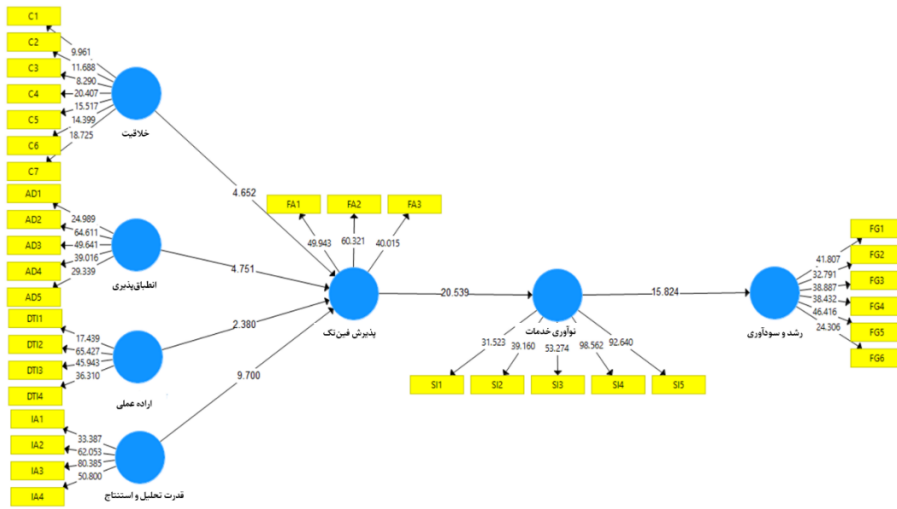 C1
C2
C3
C4
C5
C6
C7
9.961
11.688
8.290
20.407
15.517
14.399
18.725
خلاقیت
4.652
AD1
AD2
AD3
AD4
AD5
24.989
64.611
49.641
39.016
29.339
انطباق‌پذیری
4.751
DTI1
DTI2
DTI3
DTI4
17.439
65.427
45.943
36.310
اراده عملی
2.380
IA1
IA2
IA3
IA4
33.387
62.053
80.385
50.800
قدرت تحلیل و استنتاج
9.700
FA1
FA2
FA3
49.943
60.321
40.015
پذیرش فین‌تک
20.539
نوآوری خدمات
31.523
39.160
53.274
98.562
92.640
SI1
SI2
SI3
SI4
SI5
15.824
رشد و سودآوری
41.807
32.791
38.887
38.432
46.416
24.306
FG1
FG2
FG3
FG4
FG5
FG6